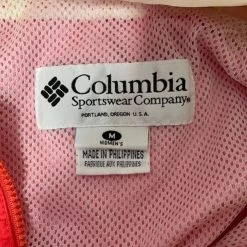 Columbia
Sportswear Company®
PORTLAND, OREGON U.S.A.
M
WOMEN'S
MADE IN PHILIPPINES
FABRIQUE AUX PHILIPPINES